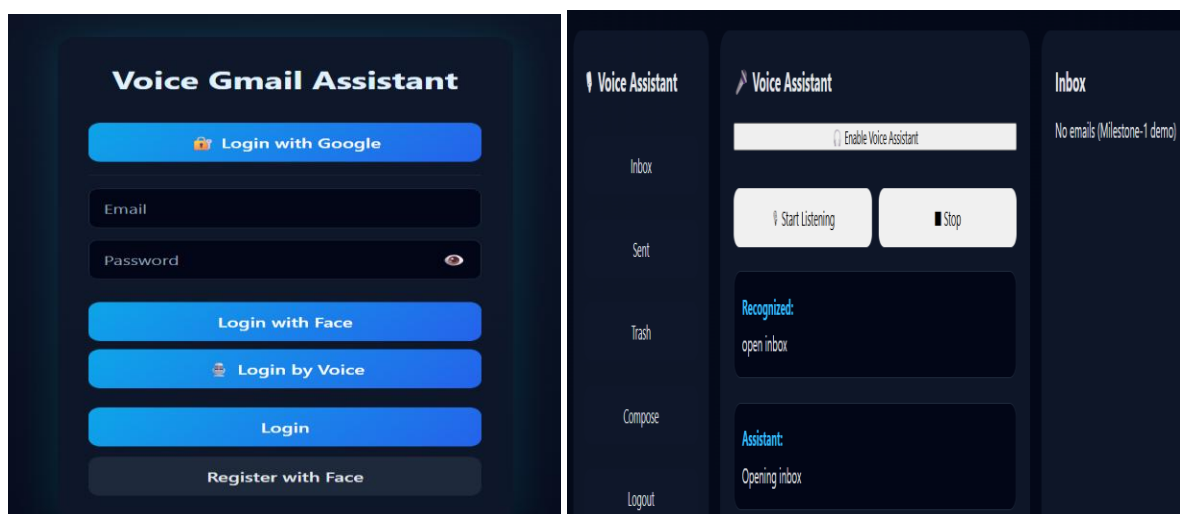 Voice Gmail Assistant
Login with Google
Email
Password
Login with Face
Login by Voice
Login
Register with Face
Voice Assistant
Inbox
Sent
Trash
Compose
Logout
Voice Assistant
Enable Voice Assistant
Start Listening
Stop
Recognized:
open inbox
Assistant:
Opening inbox
Inbox
No emails (Milestone-1 demo)